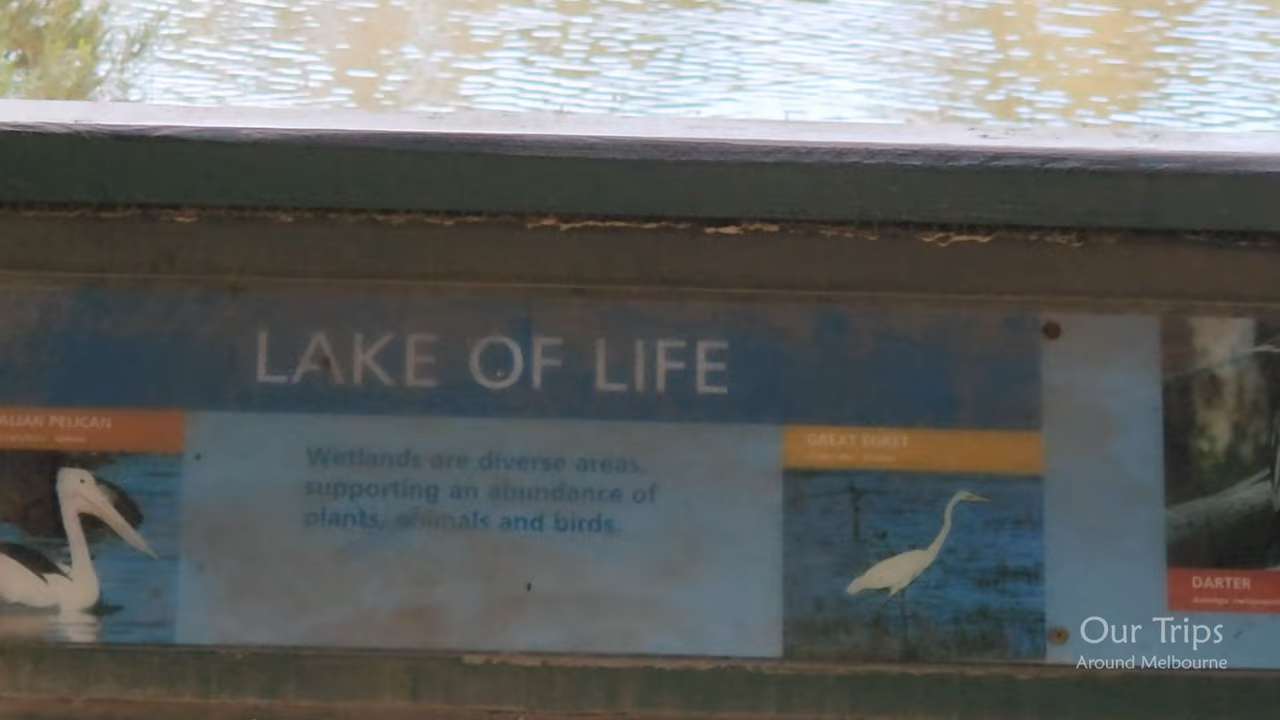 LAKE OF LIFE
ALIAN PELICAN
Wetlands are diverse areas,
supporting an abundance of
plants, animals and birds.
GREAT EGRET
DARTER
Our Trips
Around Melbourne